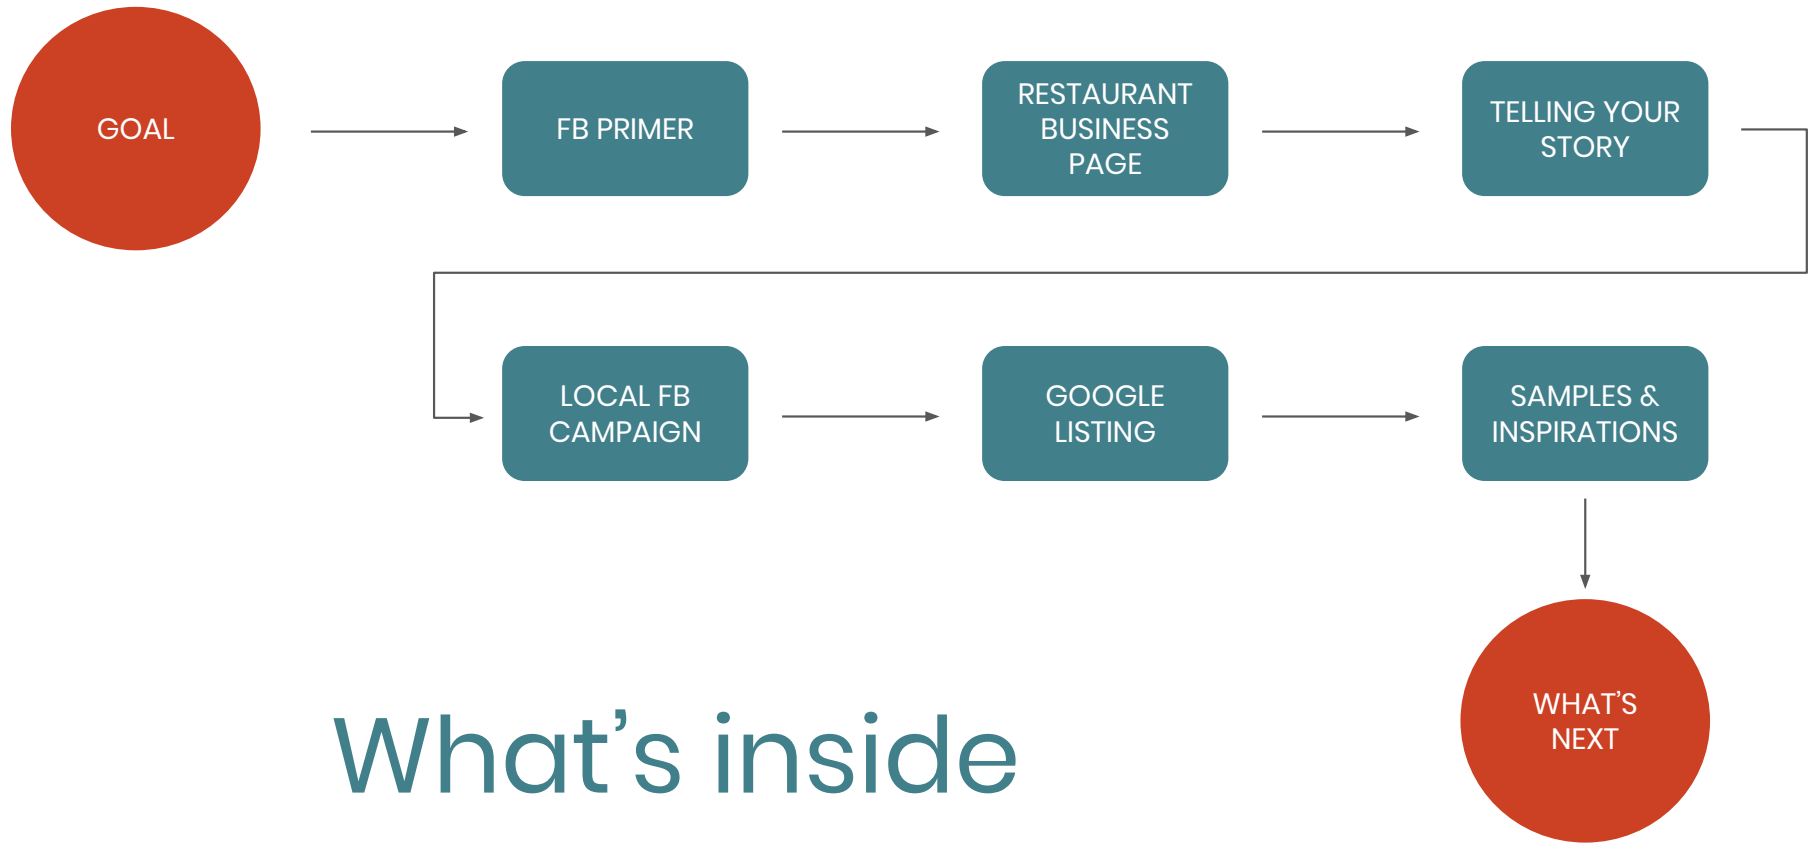 GOAL
FB PRIMER
RESTAURANT
BUSINESS
PAGE
TELLING YOUR
STORY
LOCAL FB
CAMPAIGN
GOOGLE
LISTING
SAMPLES &
INSPIRATIONS
WHAT’S
NEXT
What’s inside